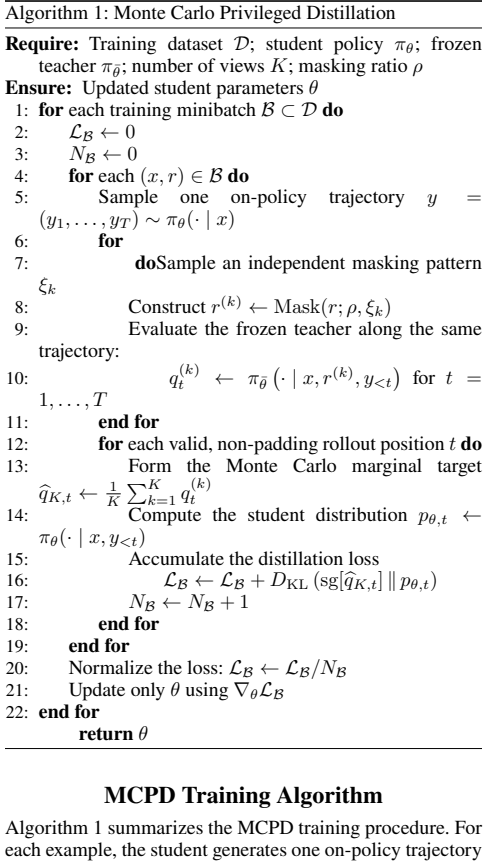 Algorithm 1: Monte Carlo Privileged Distillation
Require: Training dataset 𝒟; student policy π_θ; frozen
teacher π_θ̄; number of views K; masking ratio ρ
Ensure: Updated student parameters θ
1: for each training minibatch ℬ ⊂ 𝒟 do
2: ℒ_ℬ ← 0
3: N_ℬ ← 0
4: for each (x, r) ∈ ℬ do
5: Sample one on-policy trajectory y =
(y_1, . . . , y_T) ∼ π_θ(· | x)
6: for
7: doSample an independent masking pattern
ξ_k
8: Construct r^(k) ← Mask(r; ρ, ξ_k)
9: Evaluate the frozen teacher along the same
trajectory:
10: q_t^(k) ← π_θ̄ (· | x, r^(k), y_<t) for t =
1, . . . , T
11: end for
12: for each valid, non-padding rollout position t do
13: Form the Monte Carlo marginal target
q̂_K,t ← 1/K ∑_{k=1}^K q_t^(k)
14: Compute the student distribution p_θ,t ←
π_θ(· | x, y_<t)
15: Accumulate the distillation loss
16: ℒ_ℬ ← ℒ_ℬ + D_KL (sg[q̂_K,t] ∥ p_θ,t)
17: N_ℬ ← N_ℬ + 1
18: end for
19: end for
20: Normalize the loss: ℒ_ℬ ← ℒ_ℬ/N_ℬ
21: Update only θ using ∇_θℒ_ℬ
22: end for
return θ
MCPD Training Algorithm
Algorithm 1 summarizes the MCPD training procedure. For
each example, the student generates one on-policy trajectory